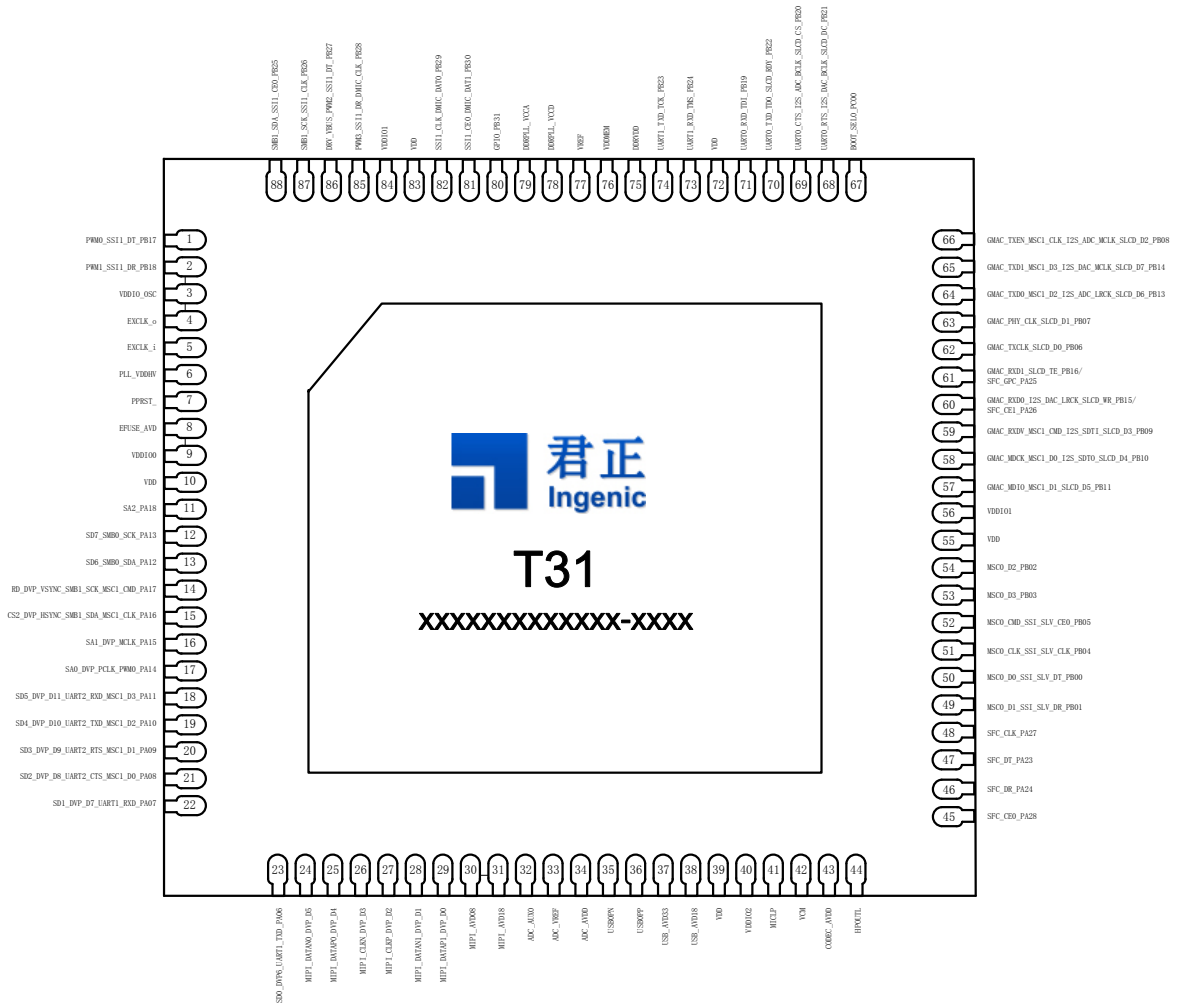 SMB1_SDA_SSI1_CE0_PB25
SMB1_SCK_SSI1_CLK_PB26
DRV_VBUS_PWM2_SSI1_DT_PB27
PWM3_SSI1_DR_DMIC_CLK_PB28
VDDIO1
VDD
SSI1_CLK_DMIC_DAT0_PB29
SSI1_CE0_DMIC_DAT1_PB30
GPIO_PB31
DDRPLL_VCCA
DDRPLL_VCCD
VREF
VDDMEM
DDRVDD
UART1_TXD_TCK_PB23
UART1_RXD_TMS_PB24
VDD
UART0_RXD_TDI_PB19
UART0_TXD_TDO_SLCD_RDY_PB22
UART0_CTS_I2S_ADC_BCLK_SLCD_CS_PB20
UART0_RTS_I2S_DAC_BCLK_SLCD_DC_PB21
BOOT_SEL0_PC00
88
87
86
85
84
83
82
81
80
79
78
77
76
75
74
73
72
71
70
69
68
67
PWM0_SSI1_DT_PB17 1
PWM1_SSI1_DR_PB18 2
VDDIO_OSC 3
EXCLK_o 4
EXCLK_i 5
PLL_VDDHV 6
PPRST_ 7
EFUSE_AVD 8
VDDIO0 9
VDD 10
SA2_PA18 11
SD7_SMB0_SCK_PA13 12
SD6_SMB0_SDA_PA12 13
RD_DVP_VSYNC_SMB1_SCK_MSC1_CMD_PA17 14
CS2_DVP_HSYNC_SMB1_SDA_MSC1_CLK_PA16 15
SA1_DVP_MCLK_PA15 16
SA0_DVP_PCLK_PWM0_PA14 17
SD5_DVP_D11_UART2_RXD_MSC1_D3_PA11 18
SD4_DVP_D10_UART2_TXD_MSC1_D2_PA10 19
SD3_DVP_D9_UART2_RTS_MSC1_D1_PA09 20
SD2_DVP_D8_UART2_CTS_MSC1_D0_PA08 21
SD1_DVP_D7_UART1_RXD_PA07 22
君正
Ingenic
T31
XXXXXXXXXXXXX-XXXX
66 GMAC_TXEN_MSC1_CLK_I2S_ADC_MCLK_SLCD_D2_PB08
65 GMAC_TXD1_MSC1_D3_I2S_DAC_MCLK_SLCD_D7_PB14
64 GMAC_TXD0_MSC1_D2_I2S_ADC_LRCK_SLCD_D6_PB13
63 GMAC_PHY_CLK_SLCD_D1_PB07
62 GMAC_TXCLK_SLCD_D0_PB06
61 GMAC_RXD1_SLCD_TE_PB16/
SFC_GPC_PA25
60 GMAC_RXD0_I2S_DAC_LRCK_SLCD_WR_PB15/
SFC_CE1_PA26
59 GMAC_RXDV_MSC1_CMD_I2S_SDTI_SLCD_D3_PB09
58 GMAC_MDCK_MSC1_D0_I2S_SDTO_SLCD_D4_PB10
57 GMAC_MDIO_MSC1_D1_SLCD_D5_PB11
56 VDDIO1
55 VDD
54 MSC0_D2_PB02
53 MSC0_D3_PB03
52 MSC0_CMD_SSI_SLV_CE0_PB05
51 MSC0_CLK_SSI_SLV_CLK_PB04
50 MSC0_D0_SSI_SLV_DT_PB00
49 MSC0_D1_SSI_SLV_DR_PB01
48 SFC_CLK_PA27
47 SFC_DT_PA23
46 SFC_DR_PA24
45 SFC_CE0_PA28
23
24
25
26
27
28
29
30
31
32
33
34
35
36
37
38
39
40
41
42
43
44
SD0_DVP6_UART1_TXD_PA06
MIPI_DATAN0_DVP_D5
MIPI_DATAP0_DVP_D4
MIPI_CLKN_DVP_D3
MIPI_CLKP_DVP_D2
MIPI_DATAN1_DVP_D1
MIPI_DATAP1_DVP_D0
MIPI_AVD08
MIPI_AVD18
ADC_AUX0
ADC_VREF
ADC_AVDD
USB0PN
USB0PP
USB_AVD33
USB_AVD18
VDD
VDDIO2
MICLP
VCM
CODEC_AVDD
HPOUTL